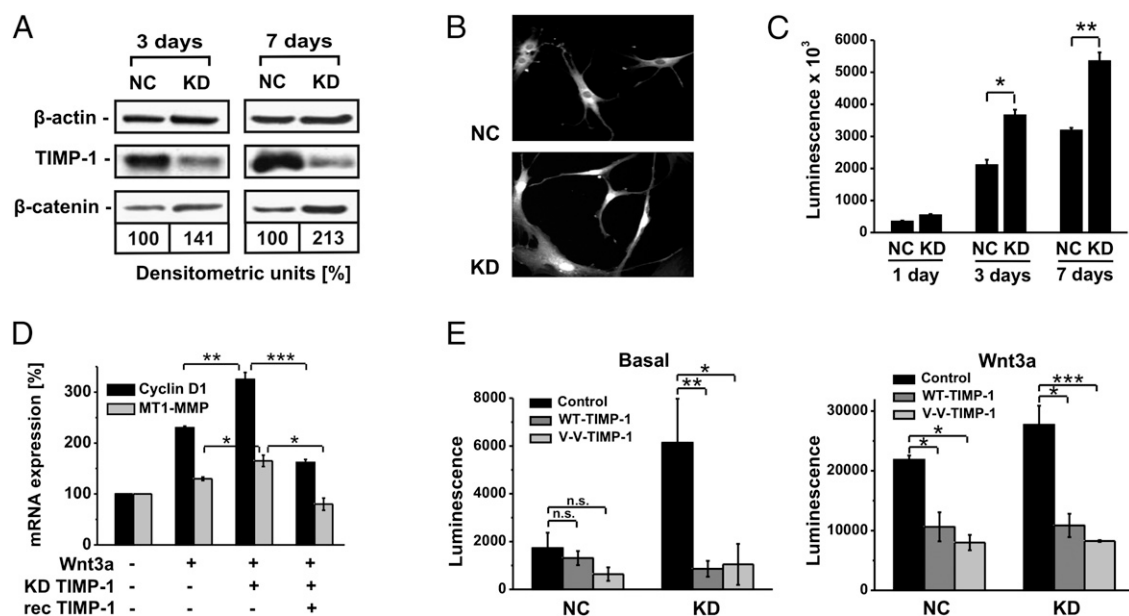 A
3 days 7 days
NC KD NC KD
β-actin -
TIMP-1 -
β-catenin -
100 141 100 213
Densitometric units [%]
B
NC
KD
C
Luminescence x 10³
6000
5000
4000
3000
2000
1000
0
*
**
NC KD NC KD NC KD
1 day 3 days 7 days
D
mRNA expression [%]
300
200
100
0
Cyclin D1
MT1-MMP
** ***
* *
Wnt3a - + + +
KD TIMP-1 - - + +
rec TIMP-1 - - - +
E
Basal
Luminescence
8000
6000
4000
2000
0
Control
WT-TIMP-1
V-V-TIMP-1
n.s.
n.s.
*
**
NC KD
Wnt3a
Luminescence
20000
10000
0
Control
WT-TIMP-1
V-V-TIMP-1
*
*
***
*
NC KD